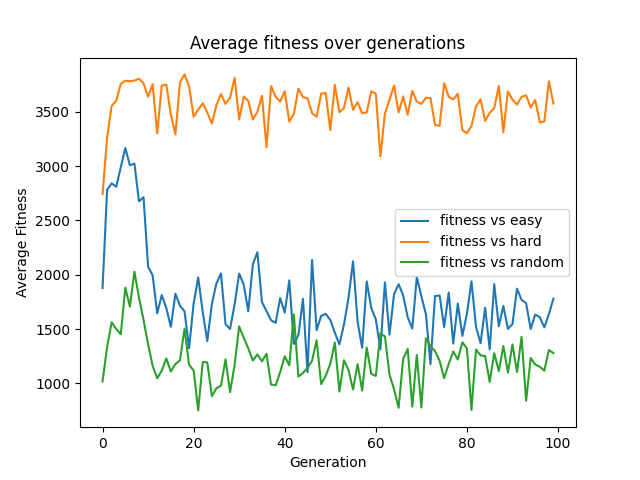 Average fitness over generations
Average Fitness
3500
3000
2500
2000
1500
1000
fitness vs easy
fitness vs hard
fitness vs random
0 20 40 60 80 100
Generation